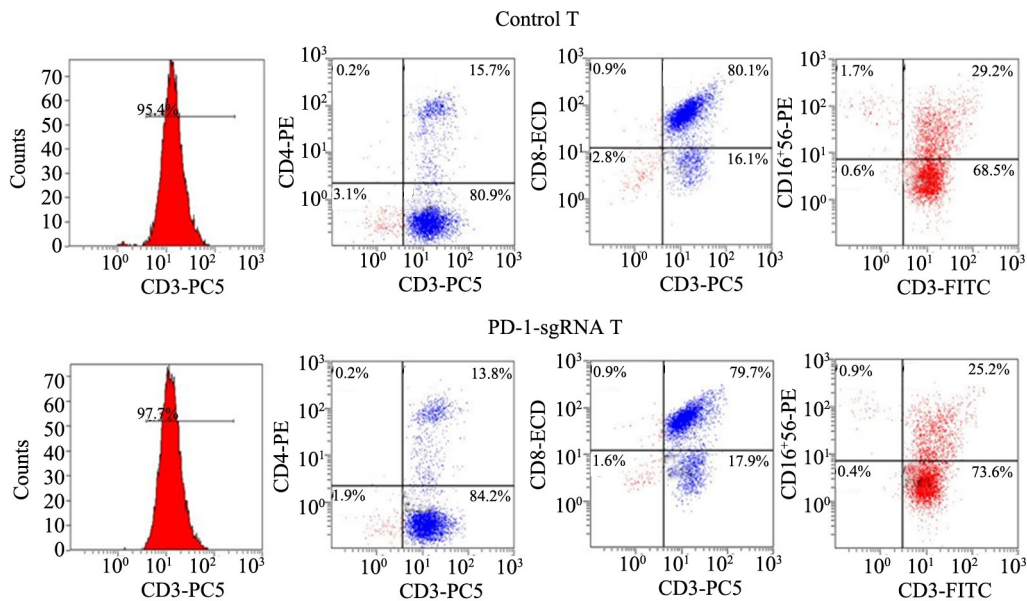 Control T
70
60
50
40
30
20
10
0
Counts
95.4%
10⁰ 10¹ 10² 10³
CD3-PC5
10³
10²
10¹
10⁰
CD4-PE
0.2% 15.7%
3.1% 80.9%
10⁰ 10¹ 10² 10³
CD3-PC5
10³
10²
10¹
10⁰
CD8-ECD
0.9% 80.1%
2.8% 16.1%
10⁰ 10¹ 10² 10³
CD3-PC5
10³
10²
10¹
10⁰
CD16⁺56-PE
1.7% 29.2%
0.6% 68.5%
10⁰ 10¹ 10² 10³
CD3-FITC
PD-1-sgRNA T
70
60
50
40
30
20
10
0
Counts
97.7%
10⁰ 10¹ 10² 10³
CD3-PC5
10³
10²
10¹
10⁰
CD4-PE
0.2% 13.8%
1.9% 84.2%
10⁰ 10¹ 10² 10³
CD3-PC5
10³
10²
10¹
10⁰
CD8-ECD
0.9% 79.7%
1.6% 17.9%
10⁰ 10¹ 10² 10³
CD3-PC5
10³
10²
10¹
10⁰
CD16⁺56-PE
0.9% 25.2%
0.4% 73.6%
10⁰ 10¹ 10² 10³
CD3-FITC